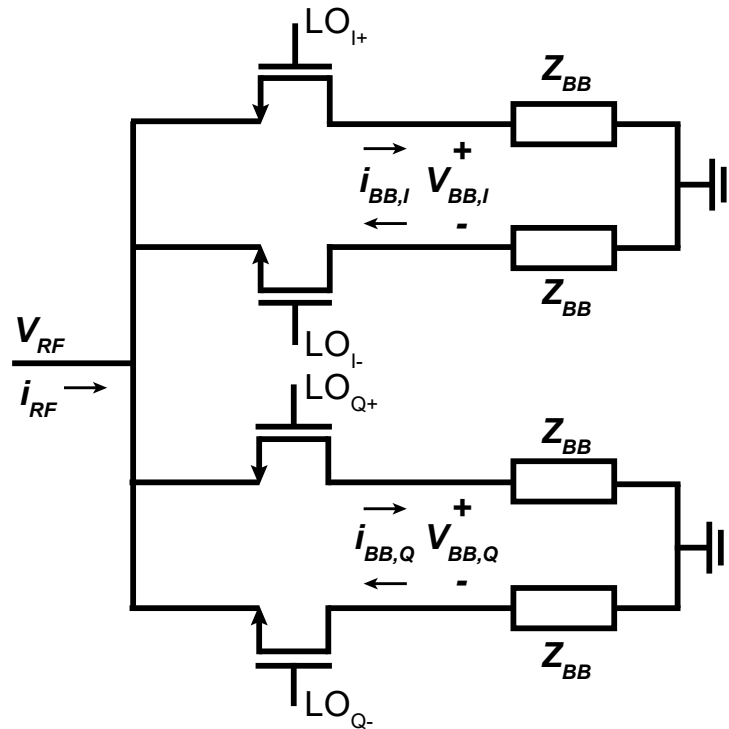 LO_I+
Z_BB
i_BB,I V_BB,I
+
-
Z_BB
LO_I-
V_RF
i_RF
LO_Q+
Z_BB
i_BB,Q V_BB,Q
+
-
Z_BB
LO_Q-